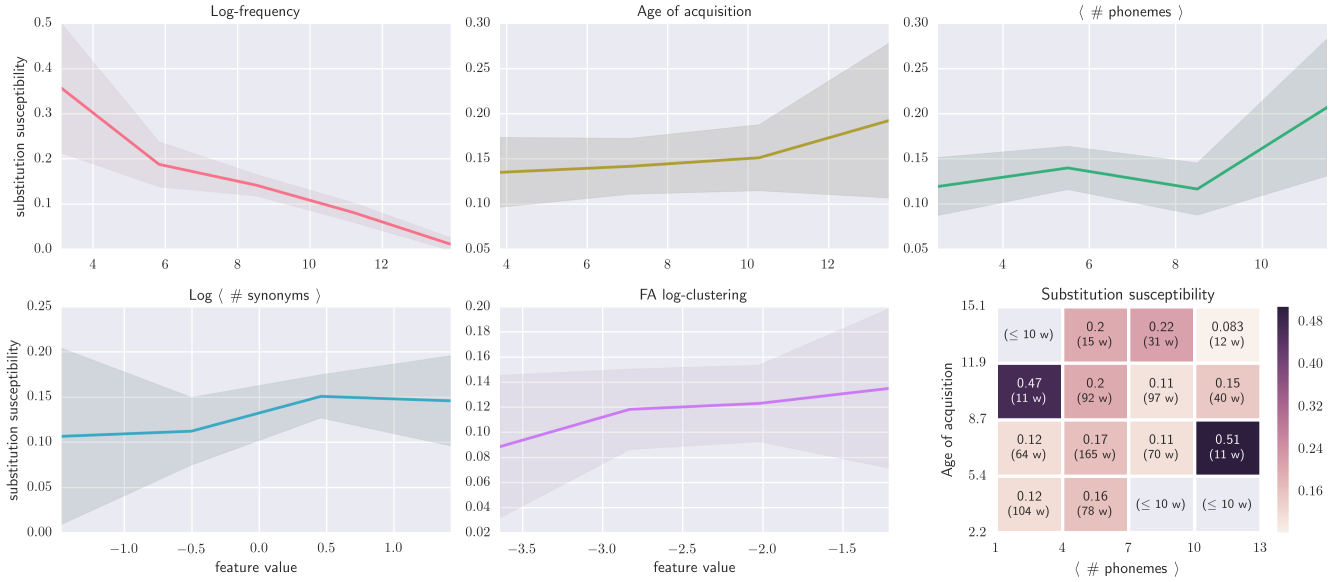 Log-frequency
substitution susceptibility
0.5
0.4
0.3
0.2
0.1
0.0
4 6 8 10 12
Age of acquisition
0.30
0.25
0.20
0.15
0.10
0.05
4 6 8 10 12
⟨ # phonemes ⟩
0.30
0.25
0.20
0.15
0.10
0.05
4 6 8 10
Log ⟨ # synonyms ⟩
substitution susceptibility
0.25
0.20
0.15
0.10
0.05
0.00
−1.0 −0.5 0.0 0.5 1.0
feature value
FA log-clustering
0.20
0.18
0.16
0.14
0.12
0.10
0.08
0.06
0.04
0.02
−3.5 −3.0 −2.5 −2.0 −1.5
feature value
Substitution susceptibility
Age of acquisition
15.1
11.9
8.7
5.4
2.2
(≤ 10 w) 0.2 0.22 0.083
(15 w) (31 w) (12 w)
0.47 0.2 0.11 0.15
(11 w) (92 w) (97 w) (40 w)
0.12 0.17 0.11 0.51
(64 w) (165 w) (70 w) (11 w)
0.12 0.16 (≤ 10 w) (≤ 10 w)
(104 w) (78 w)
1 4 7 10 13
⟨ # phonemes ⟩
0.48
0.40
0.32
0.24
0.16